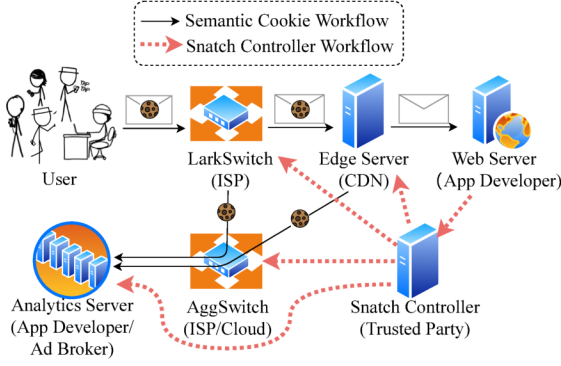 Semantic Cookie Workflow
Snatch Controller Workflow
User
LarkSwitch
(ISP)
Edge Server
(CDN)
Web Server
(App Developer)
Analytics Server
(App Developer/
Ad Broker)
AggSwitch
(ISP/Cloud)
Snatch Controller
(Trusted Party)